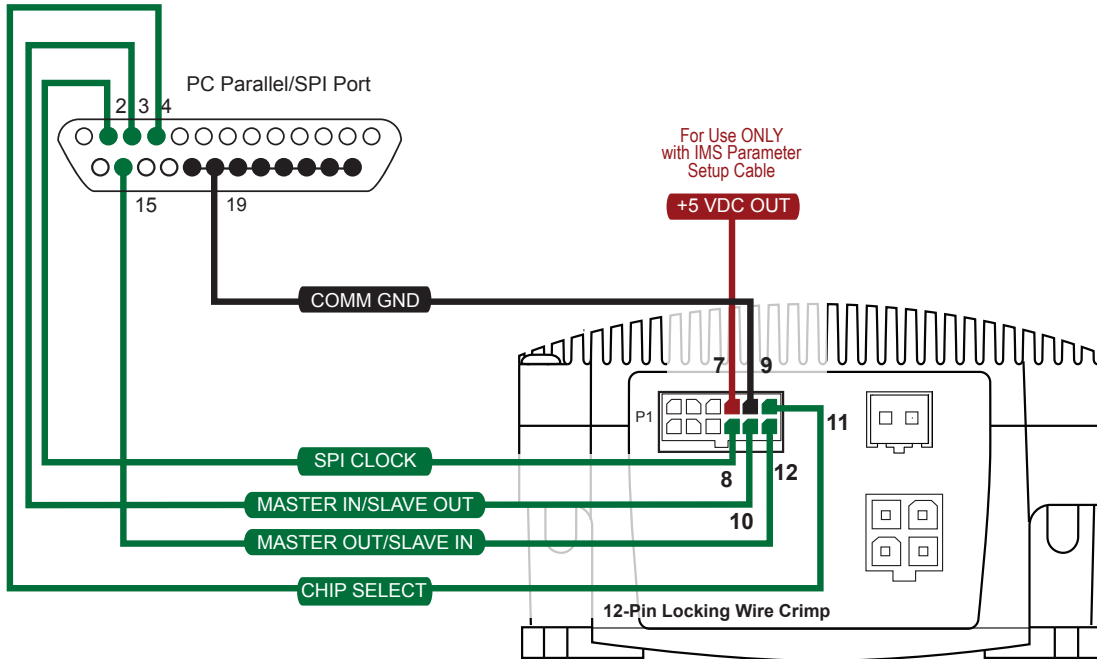 PC Parallel/SPI Port
2 3 4
15
19
For Use ONLY
with IMS Parameter
Setup Cable
+5 VDC OUT
COMM GND
7
9
P1
11
SPI CLOCK
8
12
MASTER IN/SLAVE OUT
10
MASTER OUT/SLAVE IN
CHIP SELECT
12-Pin Locking Wire Crimp